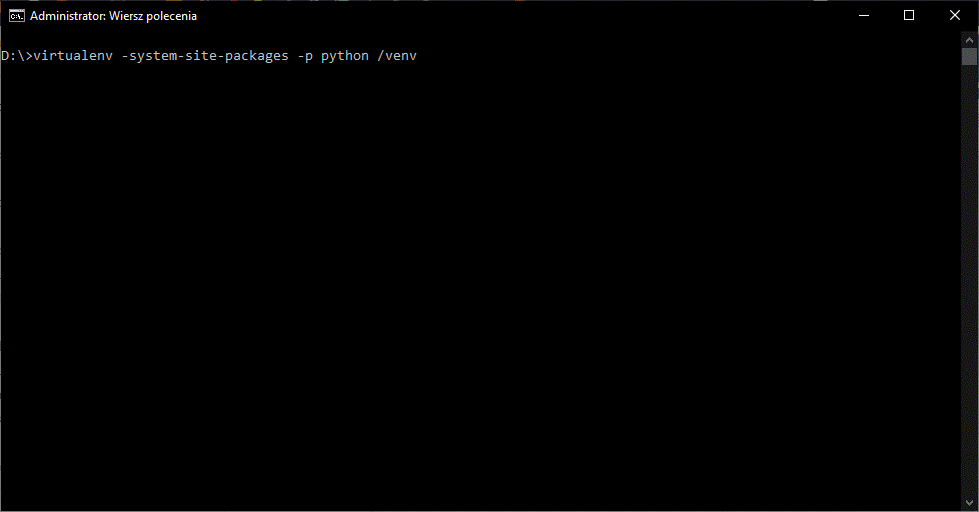 Administrator: Wiersz polecenia
D:\>virtualenv -system-site-packages -p python /venv